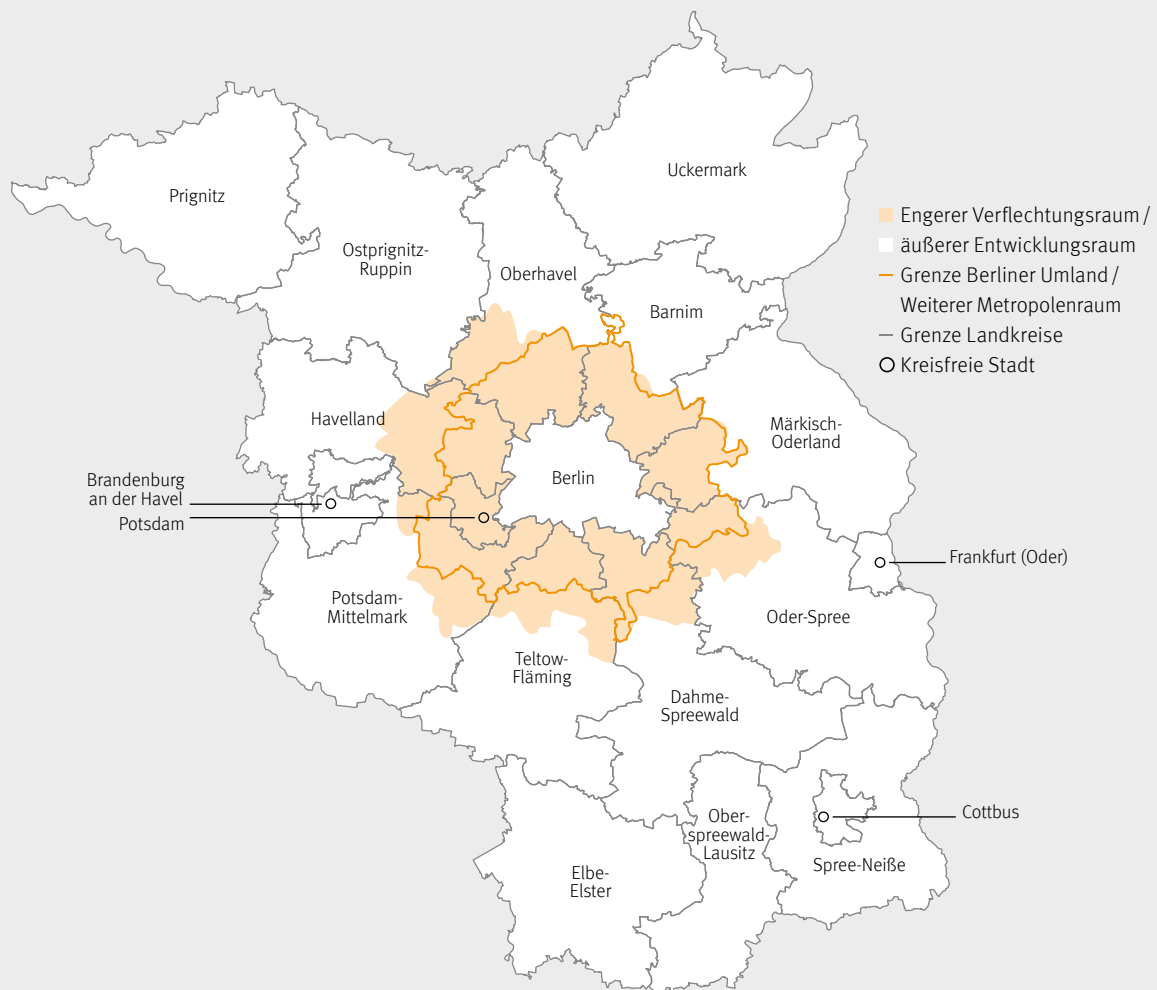 Uckermark
Prignitz
Ostprignitz-
Ruppin
Oberhavel
Barnim
Engerer Verflechtungsraum /
äußerer Entwicklungsraum
Grenze Berliner Umland /
Weiterer Metropolenraum
Grenze Landkreise
Kreisfreie Stadt
Havelland
Märkisch-
Oderland
Berlin
Brandenburg
an der Havel
Potsdam
Frankfurt (Oder)
Potsdam-
Mittelmark
Oder-Spree
Teltow-
Fläming
Dahme-
Spreewald
Cottbus
Ober-
spreewald-
Lausitz
Spree-Neiße
Elbe-
Elster